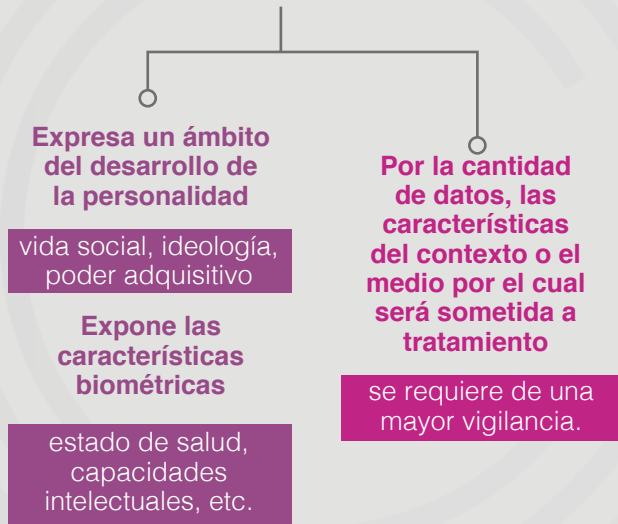 Expresa un ámbito
del desarrollo de
la personalidad
vida social, ideología,
poder adquisitivo
Expone las
características
biométricas
estado de salud,
capacidades
intelectuales, etc.
Por la cantidad
de datos, las
características
del contexto o el
medio por el cual
será sometida a
tratamiento
se requiere de una
mayor vigilancia.